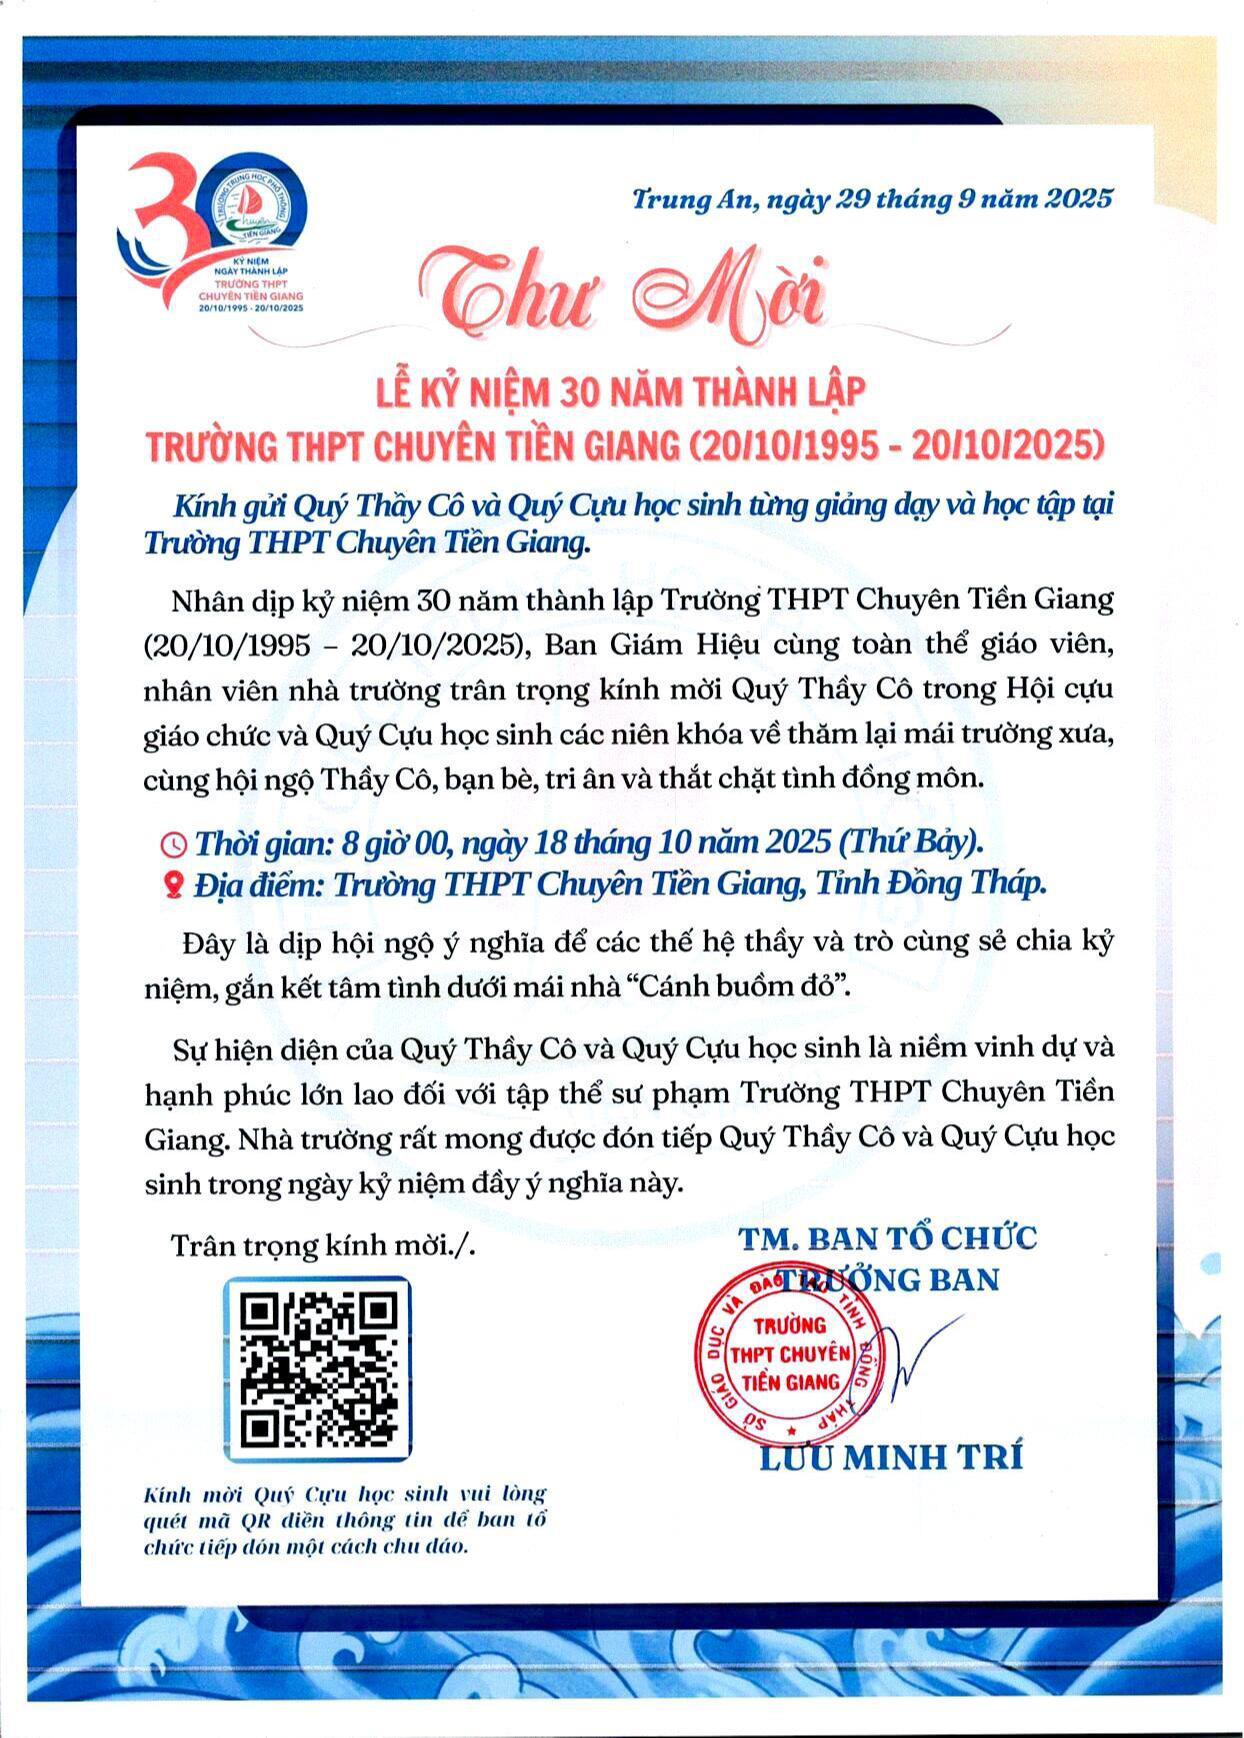 30
TRƯỜNG TRUNG HỌC PHỔ THÔNG
Chuyên
TIỀN GIANG
KỶ NIỆM
NGÀY THÀNH LẬP
TRƯỜNG THPT
CHUYÊN TIỀN GIANG
20/10/1995 - 20/10/2025
Trung An, ngày 29 tháng 9 năm 2025
Thư Mời
LỄ KỶ NIỆM 30 NĂM THÀNH LẬP
TRƯỜNG THPT CHUYÊN TIỀN GIANG (20/10/1995 - 20/10/2025)
Kính gửi Quý Thầy Cô và Quý Cựu học sinh từng giảng dạy và học tập tại
Trường THPT Chuyên Tiền Giang.
Nhân dịp kỷ niệm 30 năm thành lập Trường THPT Chuyên Tiền Giang
(20/10/1995 – 20/10/2025), Ban Giám Hiệu cùng toàn thể giáo viên,
nhân viên nhà trường trân trọng kính mời Quý Thầy Cô trong Hội cựu
giáo chức và Quý Cựu học sinh các niên khóa về thăm lại mái trường xưa,
cùng hội ngộ Thầy Cô, bạn bè, tri ân và thắt chặt tình đồng môn.
Thời gian: 8 giờ 00, ngày 18 tháng 10 năm 2025 (Thứ Bảy).
Địa điểm: Trường THPT Chuyên Tiền Giang, Tỉnh Đồng Tháp.
Đây là dịp hội ngộ ý nghĩa để các thế hệ thầy và trò cùng sẻ chia kỷ
niệm, gắn kết tâm tình dưới mái nhà “Cánh buồm đỏ”.
Sự hiện diện của Quý Thầy Cô và Quý Cựu học sinh là niềm vinh dự và
hạnh phúc lớn lao đối với tập thể sư phạm Trường THPT Chuyên Tiền
Giang. Nhà trường rất mong được đón tiếp Quý Thầy Cô và Quý Cựu học
sinh trong ngày kỷ niệm đầy ý nghĩa này.
Trân trọng kính mời./.
TM. BAN TỔ CHỨC
TRƯỞNG BAN
SỞ GIÁO DỤC VÀ ĐÀO TẠO TỈNH ĐỒNG THÁP
TRƯỜNG
THPT CHUYÊN
TIỀN GIANG
LƯU MINH TRÍ
Kính mời Quý Cựu học sinh vui lòng
quét mã QR điền thông tin để ban tổ
chức tiếp đón một cách chu đáo.